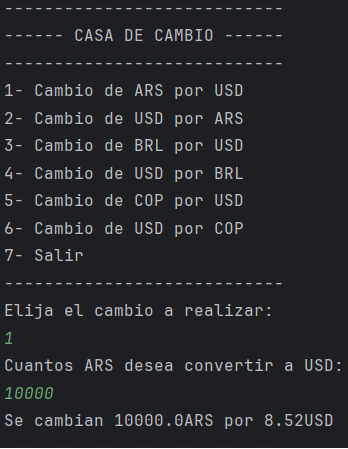 ----------------------------
------ CASA DE CAMBIO ------
----------------------------
1- Cambio de ARS por USD
2- Cambio de USD por ARS
3- Cambio de BRL por USD
4- Cambio de USD por BRL
5- Cambio de COP por USD
6- Cambio de USD por COP
7- Salir
----------------------------
Elija el cambio a realizar:
1
Cuantos ARS desea convertir a USD:
10000
Se cambian 10000.0ARS por 8.52USD
----------------------------